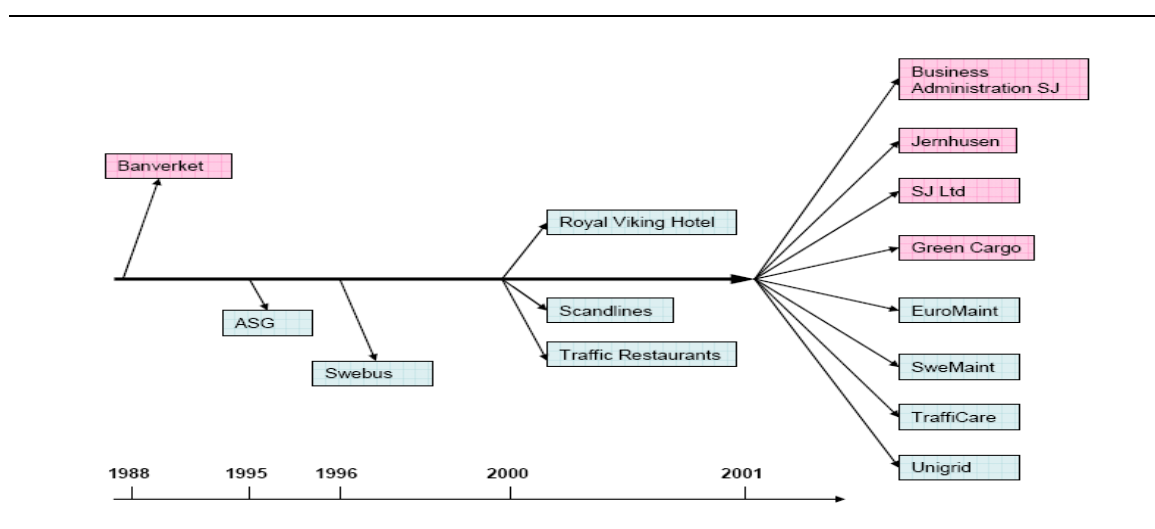 Business
Administration SJ
Jernhusen
Banverket
SJ Ltd
Royal Viking Hotel
Green Cargo
Scandlines
EuroMaint
ASG
Traffic Restaurants
SweMaint
Swebus
TraffiCare
Unigrid
1988 1995 1996 2000 2001